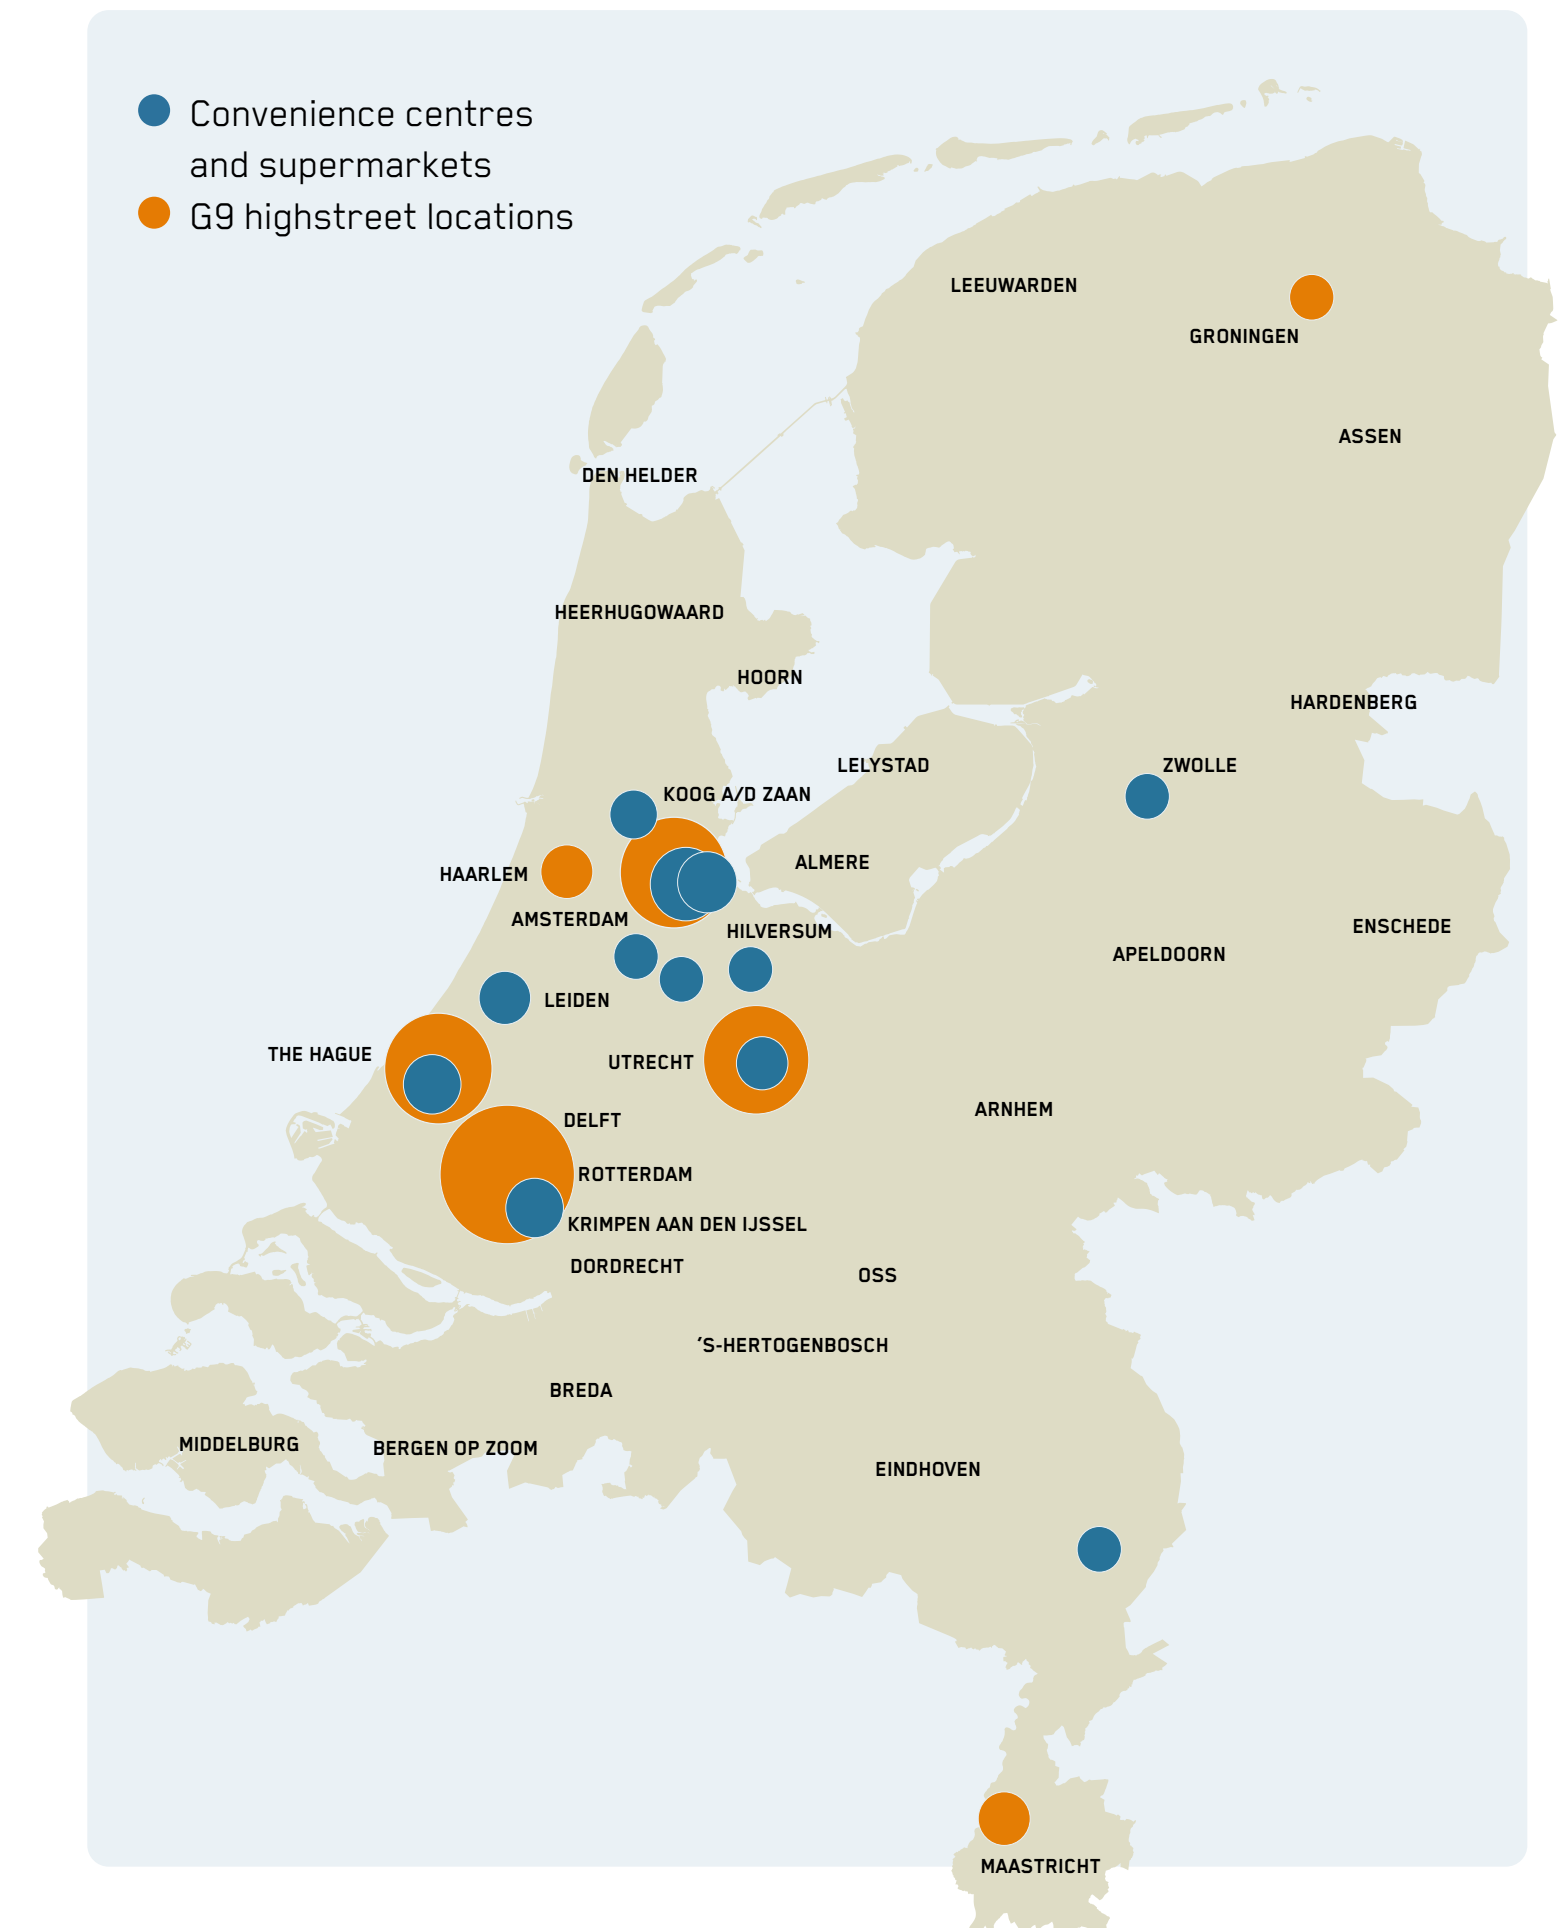 Convenience centres
and supermarkets
G9 highstreet locations
LEEUWARDEN
GRONINGEN
ASSEN
DEN HELDER
HEERHUGOWAARD
HOORN
HARDENBERG
LELYSTAD
ZWOLLE
KOOG A/D ZAAN
ALMERE
HAARLEM
AMSTERDAM
HILVERSUM
ENSCHEDE
APELDOORN
LEIDEN
THE HAGUE
UTRECHT
ARNHEM
DELFT
ROTTERDAM
KRIMPEN AAN DEN IJSSEL
DORDRECHT
OSS
'S-HERTOGENBOSCH
BREDA
MIDDELBURG
BERGEN OP ZOOM
EINDHOVEN
MAASTRICHT